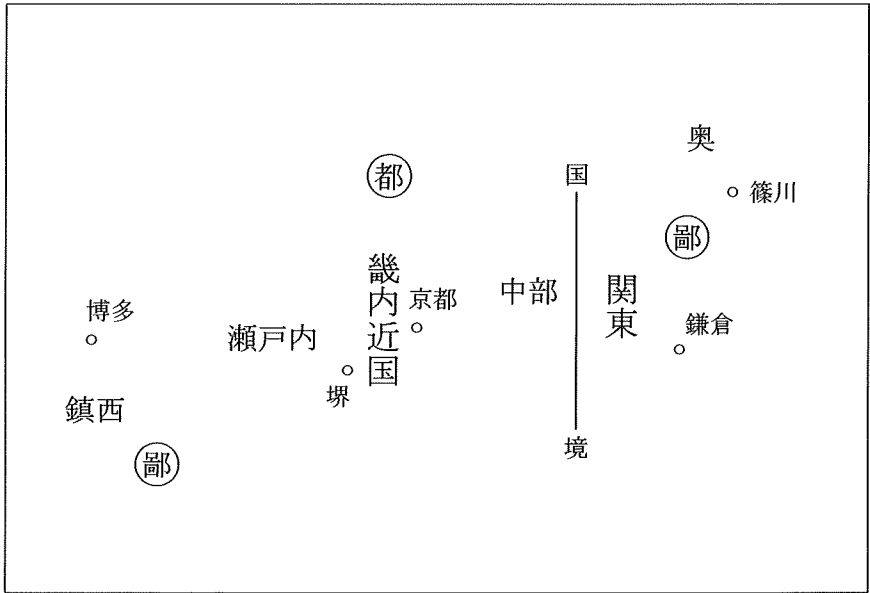 奥
都
国
篠川
鄙
畿内近国
京都
中部
関東
博多
瀬戸内
鎌倉
堺
鎮西
境
鄙